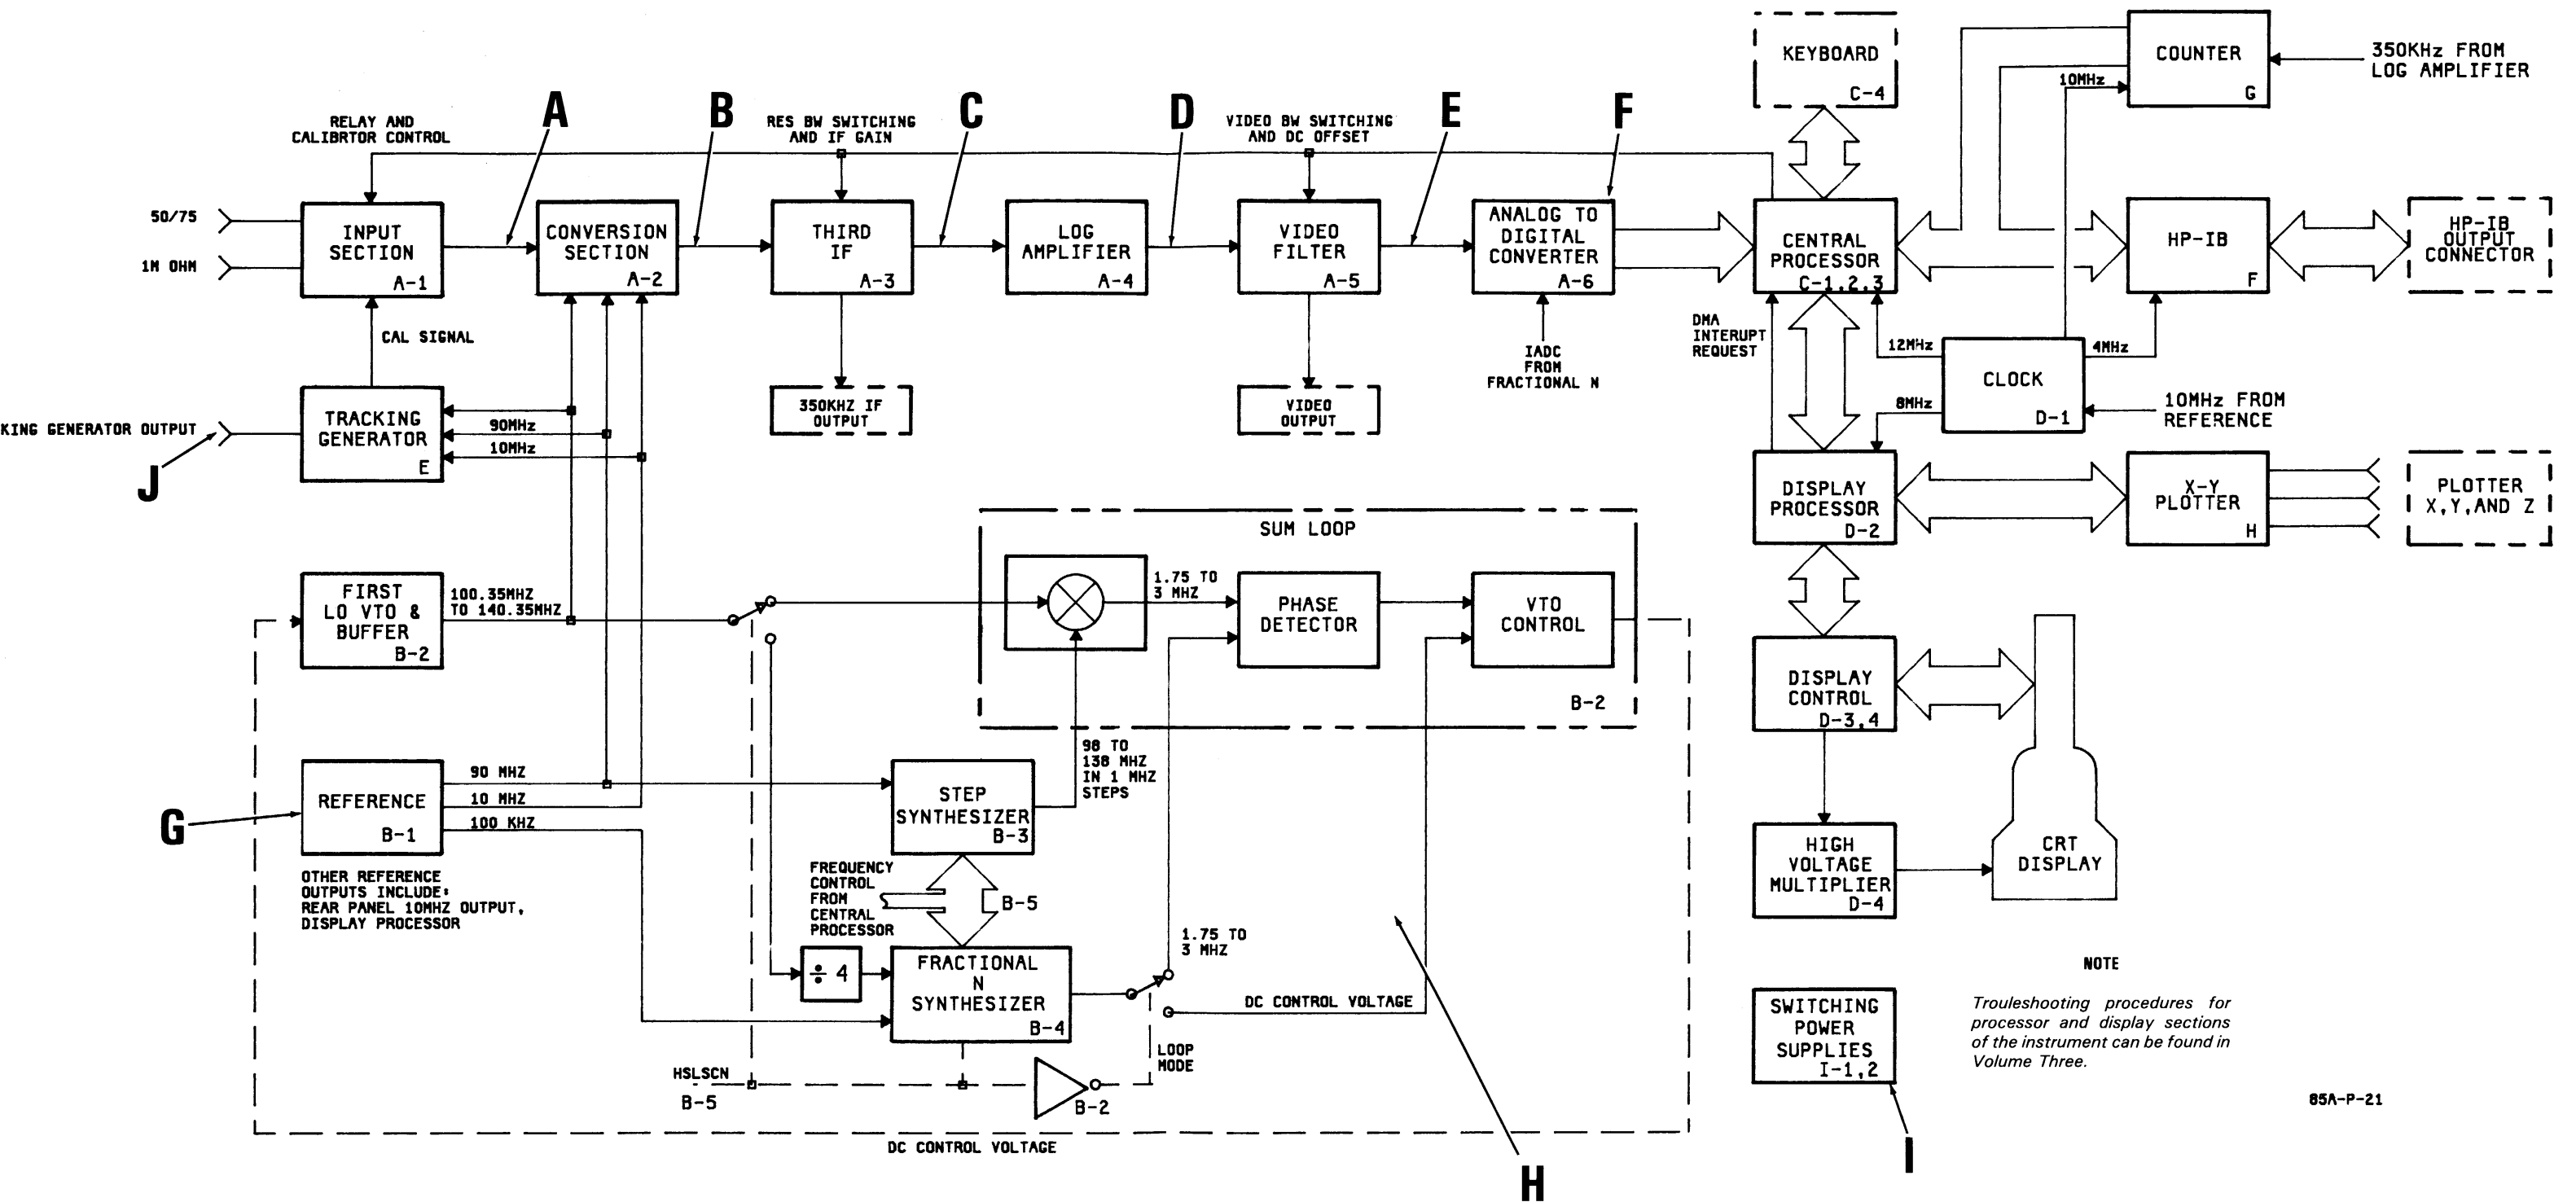 KEYBOARD
C-4
COUNTER
G
350KHz FROM
LOG AMPLIFIER
10MHz
A
B
C
D
E
F
RELAY AND
CALIBRTOR CONTROL
RES BW SWITCHING
AND IF GAIN
VIDEO BW SWITCHING
AND DC OFFSET
50/75
1M OHM
INPUT
SECTION
A-1
CONVERSION
SECTION
A-2
THIRD
IF
A-3
LOG
AMPLIFIER
A-4
VIDEO
FILTER
A-5
ANALOG TO
DIGITAL
CONVERTER
A-6
CENTRAL
PROCESSOR
C-1,2,3
HP-IB
F
HP-IB
OUTPUT
CONNECTOR
CAL SIGNAL
DMA
INTERUPT
REQUEST
12MHz
4MHz
IADC
FROM
FRACTIONAL N
CLOCK
D-1
8MHz
10MHz FROM
REFERENCE
350KHZ IF
OUTPUT
VIDEO
OUTPUT
KING GENERATOR OUTPUT
J
TRACKING
GENERATOR
E
90MHz
10MHz
DISPLAY
PROCESSOR
D-2
X-Y
PLOTTER
H
PLOTTER
X,Y,AND Z
SUM LOOP
FIRST
LO VTO &
BUFFER
B-2
100.35MHZ
TO 140.35MHZ
1.75 TO
3 MHZ
PHASE
DETECTOR
VTO
CONTROL
B-2
DISPLAY
CONTROL
D-3,4
98 TO
138 MHZ
IN 1 MHZ
STEPS
G
REFERENCE
B-1
90 MHZ
10 MHZ
100 KHZ
STEP
SYNTHESIZER
B-3
HIGH
VOLTAGE
MULTIPLIER
D-4
CRT
DISPLAY
OTHER REFERENCE
OUTPUTS INCLUDE:
REAR PANEL 10MHZ OUTPUT,
DISPLAY PROCESSOR
FREQUENCY
CONTROL
FROM
CENTRAL
PROCESSOR
B-5
÷ 4
FRACTIONAL
N
SYNTHESIZER
B-4
1.75 TO
3 MHZ
DC CONTROL VOLTAGE
LOOP
MODE
HSLSCN
B-5
B-2
DC CONTROL VOLTAGE
H
SWITCHING
POWER
SUPPLIES
I-1,2
I
NOTE
Trouleshooting procedures for
processor and display sections
of the instrument can be found in
Volume Three.
85A-P-21